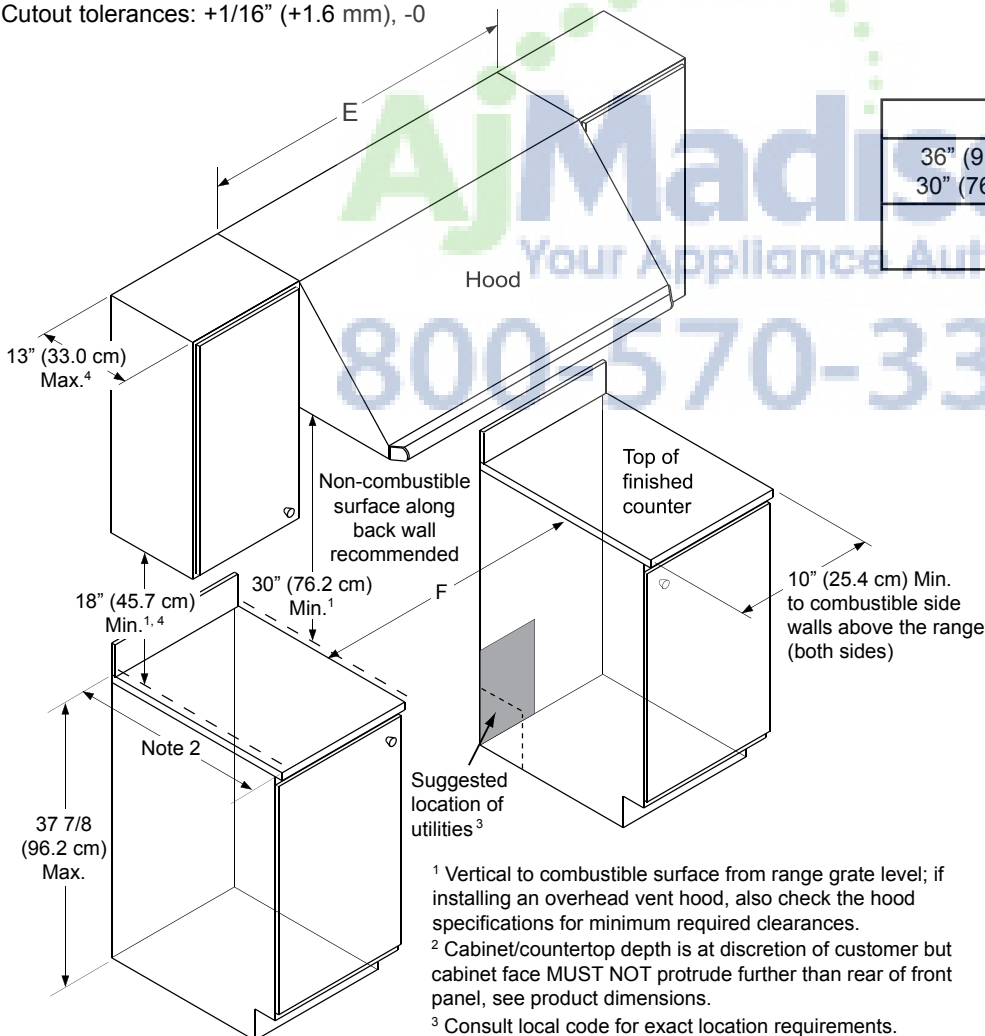 Cutout tolerances: +1/16” (+1.6 mm), -0
AjMadis
Your Appliance Aut
800-570-33
E
36” (9
30” (76
Hood
13” (33.0 cm)
Max.⁴
Non-combustible
surface along
back wall
recommended
Top of
finished
counter
18” (45.7 cm)
Min.¹, ⁴
30” (76.2 cm)
Min.¹
F
10” (25.4 cm) Min.
to combustible side
walls above the range
(both sides)
Note 2
37 7/8
(96.2 cm)
Max.
Suggested
location of
utilities ³
¹ Vertical to combustible surface from range grate level; if
installing an overhead vent hood, also check the hood
specifications for minimum required clearances.
² Cabinet/countertop depth is at discretion of customer but
cabinet face MUST NOT protrude further than rear of front
panel, see product dimensions.
³ Consult local code for exact location requirements.